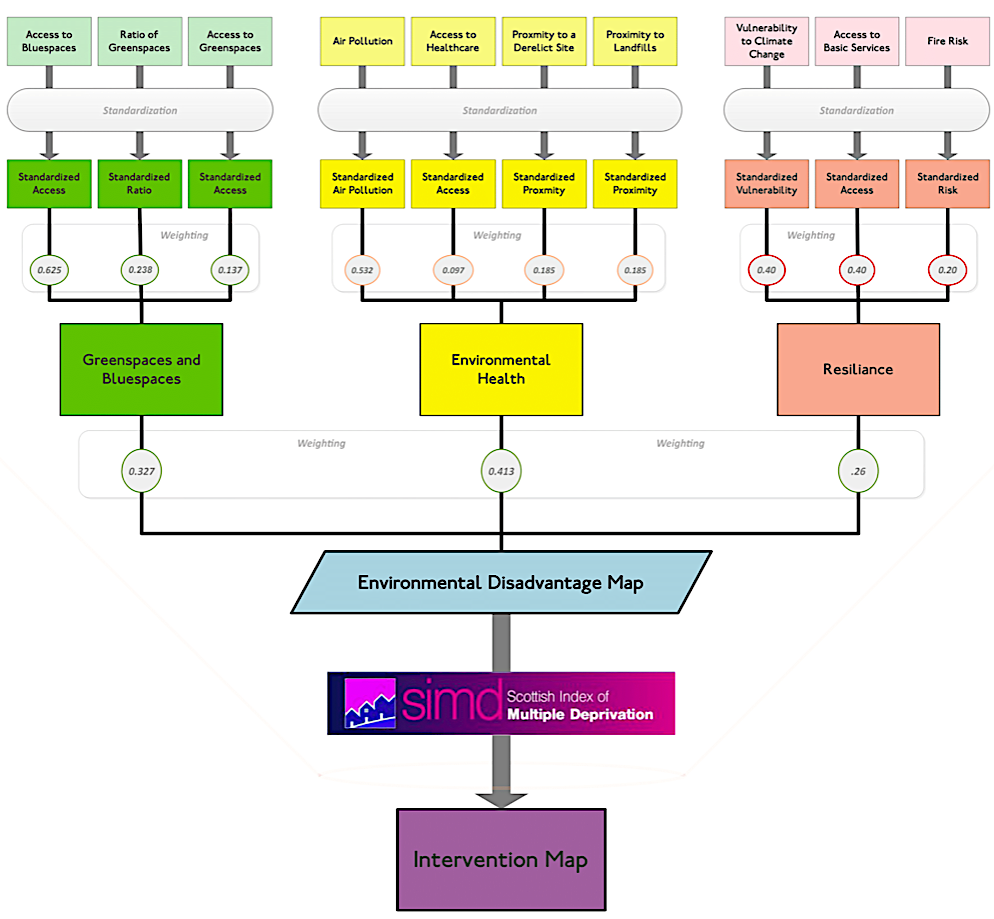 Access to
Bluespaces
Ratio of
Greenspaces
Access to
Greenspaces
Air Pollution
Access to
Healthcare
Proxmity to a
Derelict Site
Proximity to
Landfills
Vulnerability
to Climate
Change
Access to
Basic Services
Fire Risk
Standardization
Standardization
Standardization
Standardized
Access
Standardized
Ratio
Standardized
Access
Standardized
Air Pollution
Standardized
Access
Standardized
Proxmity
Standardized
Proximity
Standardized
Vulnerability
Standardized
Access
Standardized
Risk
Weighting
Weighting
Weighting
0.625
0.238
0.137
0.532
0.097
0.185
0.185
0.40
0.40
0.20
Greenspaces and
Bluespaces
Environmental
Health
Resiliance
Weighting
Weighting
0.327
0.413
.26
Environmental Disadvantage Map
simd
Scottish Index of
Multiple Deprivation
Intervention Map